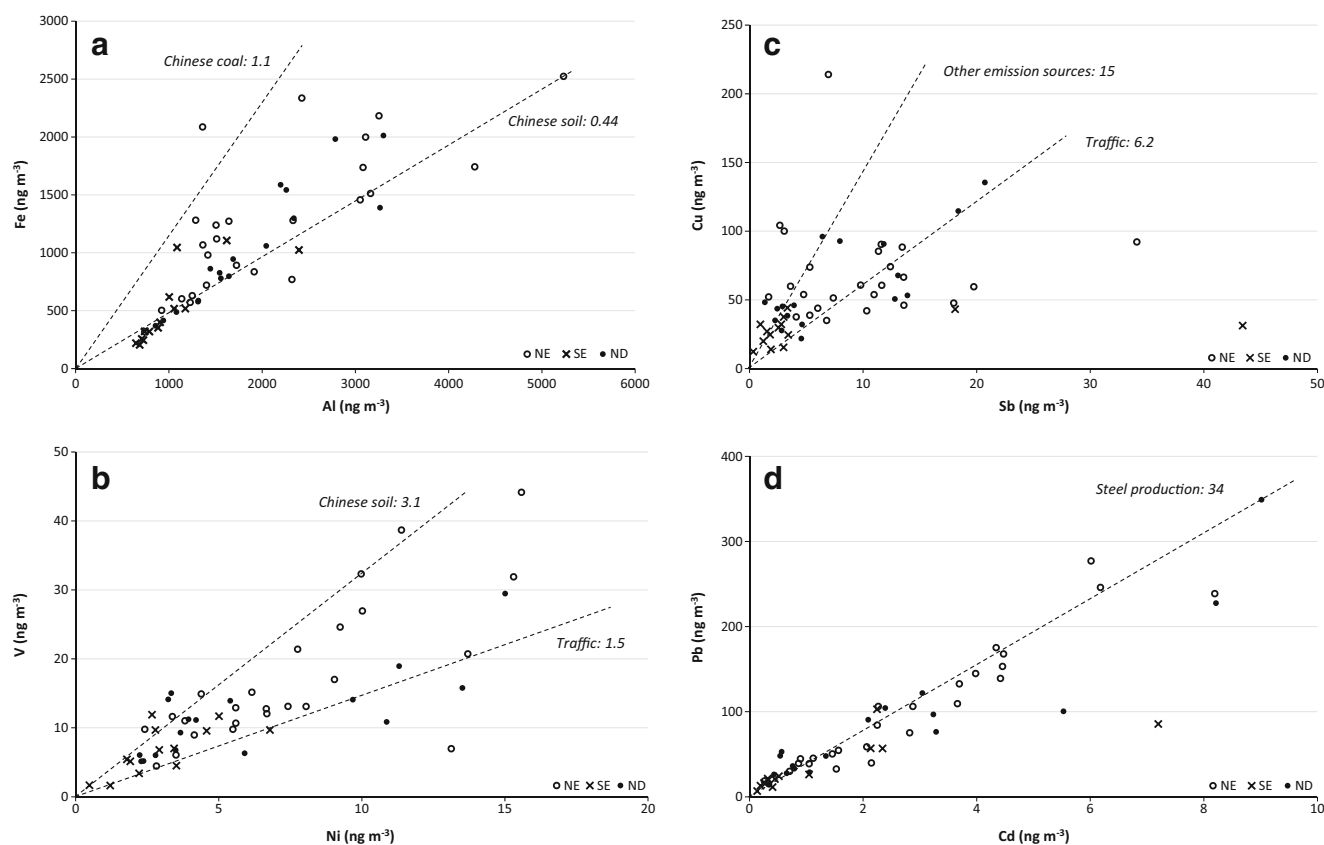 a
3000
2500
2000
1500
1000
500
0
Fe (ng m-3)
Chinese coal: 1.1
Chinese soil: 0.44
NE SE ND
0 1000 2000 3000 4000 5000 6000
Al (ng m-3)
c
250
200
150
100
50
0
Cu (ng m-3)
Other emission sources: 15
Traffic: 6.2
NE SE ND
0 10 20 30 40 50
Sb (ng m-3)
b
50
40
30
20
10
0
V (ng m-3)
Chinese soil: 3.1
Traffic: 1.5
NE SE ND
0 5 10 15 20
Ni (ng m-3)
d
400
300
200
100
0
Pb (ng m-3)
Steel production: 34
NE SE ND
0 2 4 6 8 10
Cd (ng m-3)